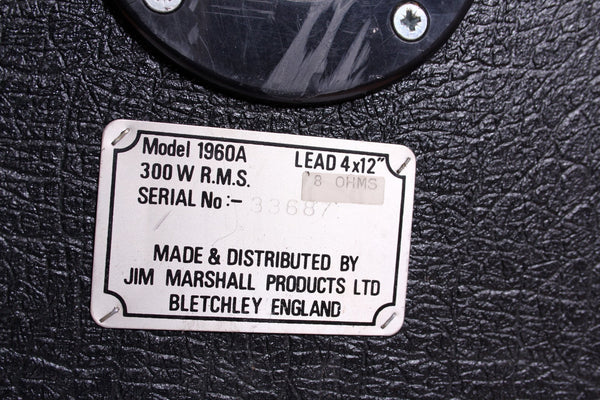 Model 1960A LEAD 4x12"
300 W R.M.S. 8 OHMS
SERIAL No:- 33687
MADE & DISTRIBUTED BY
JIM MARSHALL PRODUCTS LTD
BLETCHLEY ENGLAND